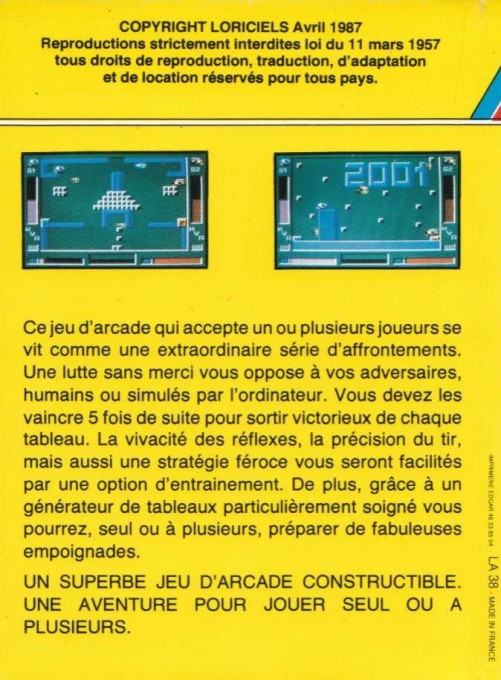 COPYRIGHT LORICIELS Avril 1987
Reproductions strictement interdites loi du 11 mars 1957
tous droits de reproduction, traduction, d'adaptation
et de location réservés pour tous pays.
2001
Ce jeu d'arcade qui accepte un ou plusieurs joueurs se
vit comme une extraordinaire série d'affrontements.
Une lutte sans merci vous oppose à vos adversaires,
humains ou simulés par l'ordinateur. Vous devez les
vaincre 5 fois de suite pour sortir victorieux de chaque
tableau. La vivacité des réflexes, la précision du tir,
mais aussi une stratégie féroce vous seront facilités
par une option d'entrainement. De plus, grâce à un
générateur de tableaux particulièrement soigné vous
pourrez, seul ou à plusieurs, préparer de fabuleuses
empoignades.
UN SUPERBE JEU D'ARCADE CONSTRUCTIBLE.
UNE AVENTURE POUR JOUER SEUL OU A
PLUSIEURS.
IMPRIMERIE EDGAR 46 33 85 04 LA 38 - MADE IN FRANCE